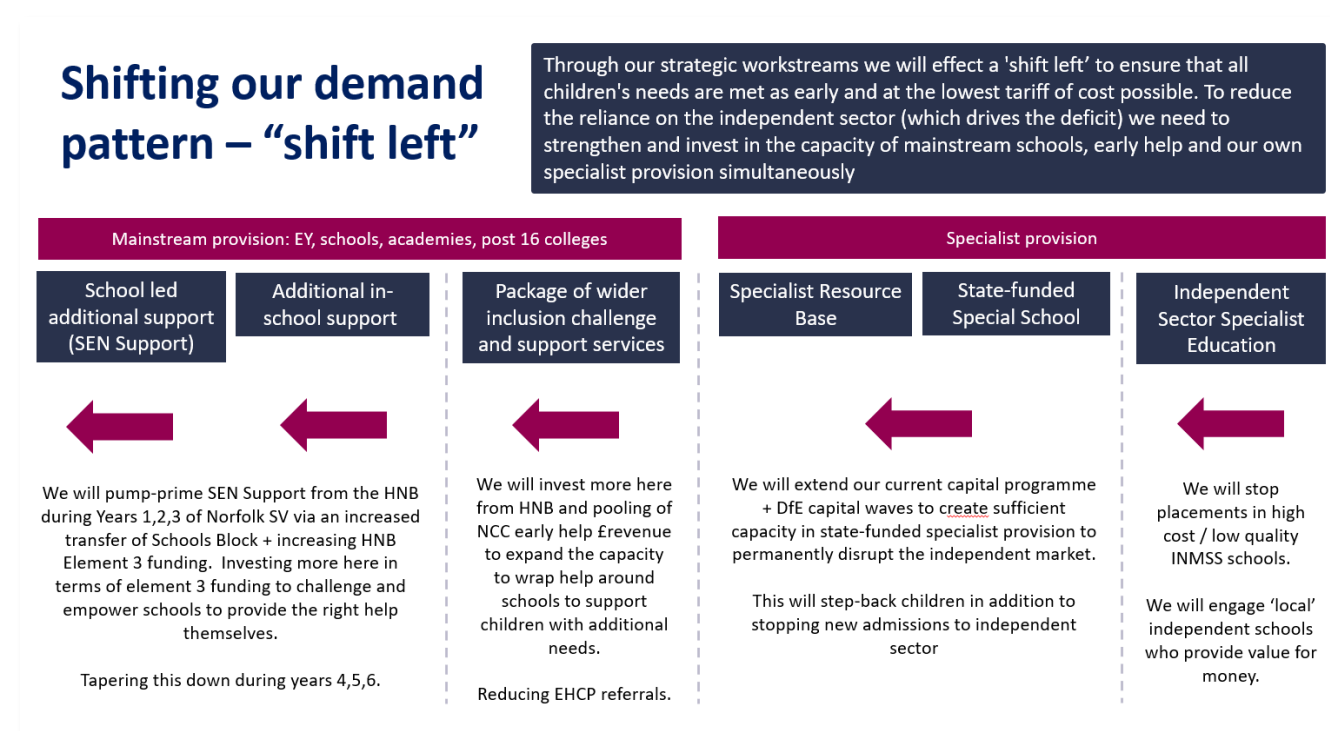 Shifting our demand
pattern – “shift left”
Through our strategic workstreams we will effect a 'shift left’ to ensure that all
children's needs are met as early and at the lowest tariff of cost possible. To reduce
the reliance on the independent sector (which drives the deficit) we need to
strengthen and invest in the capacity of mainstream schools, early help and our own
specialist provision simultaneously
Mainstream provision: EY, schools, academies, post 16 colleges
Specialist provision
School led
additional support
(SEN Support)
Additional in-
school support
Package of wider
inclusion challenge
and support services
Specialist Resource
Base
State-funded
Special School
Independent
Sector Specialist
Education
We will pump-prime SEN Support from the HNB
during Years 1,2,3 of Norfolk SV via an increased
transfer of Schools Block + increasing HNB
Element 3 funding.  Investing more here in
terms of element 3 funding to challenge and
empower schools to provide the right help
themselves.
Tapering this down during years 4,5,6.
We will invest more here
from HNB and pooling of
NCC early help £revenue
to expand the capacity
to wrap help around
schools to support
children with additional
needs.
Reducing EHCP referrals.
We will extend our current capital programme
+ DfE capital waves to create sufficient
capacity in state-funded specialist provision to
permanently disrupt the independent market.
This will step-back children in addition to
stopping new admissions to independent
sector
We will stop
placements in high
cost / low quality
INMSS schools.
We will engage ‘local’
independent schools
who provide value for
money.